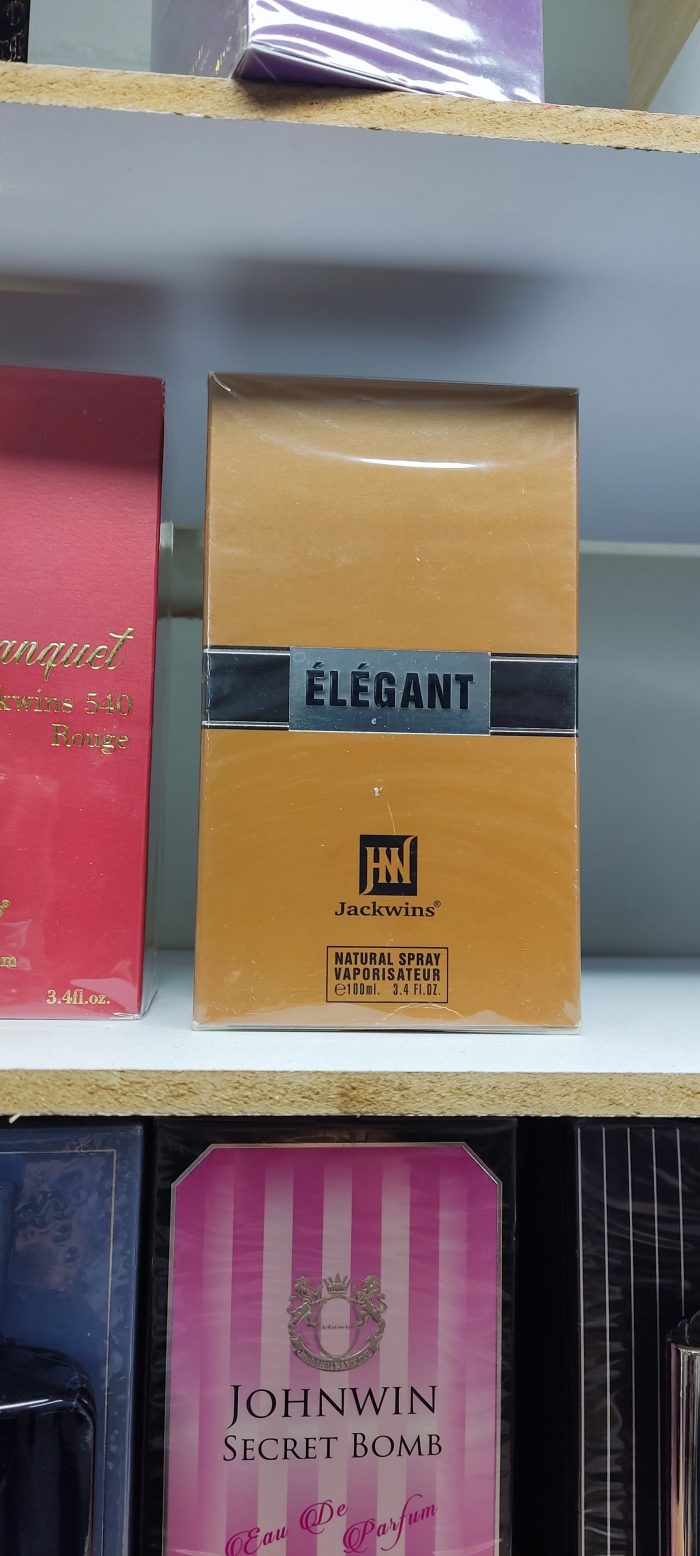 anquet
kwins 540
Rouge
3.4fl.oz.
ÉLÉGANT
JW
Jackwins®
NATURAL SPRAY
VAPORISATEUR
℮100ml. 3.4 Fl.OZ.
JOHNWIN
SECRET BOMB
Eau De Parfum